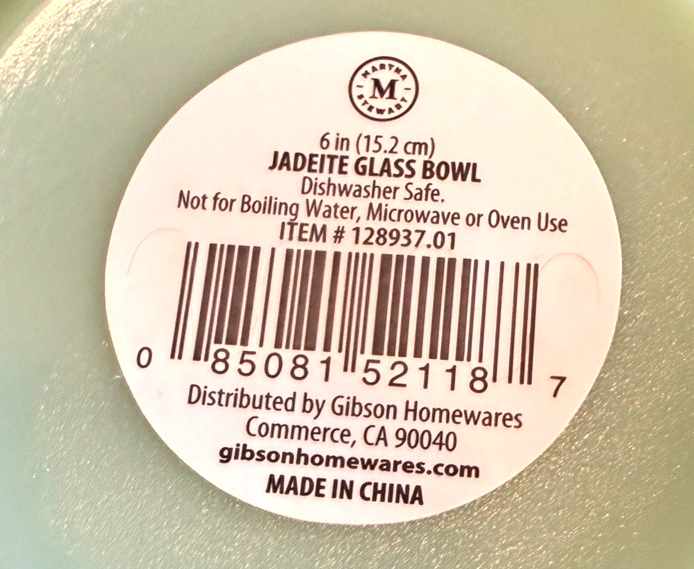 MARTHA
M
STEWART
6 in (15.2 cm)
JADEITE GLASS BOWL
Dishwasher Safe.
Not for Boiling Water, Microwave or Oven Use
ITEM # 128937.01
0 85081 52118 7
Distributed by Gibson Homewares
Commerce, CA 90040
gibsonhomewares.com
MADE IN CHINA